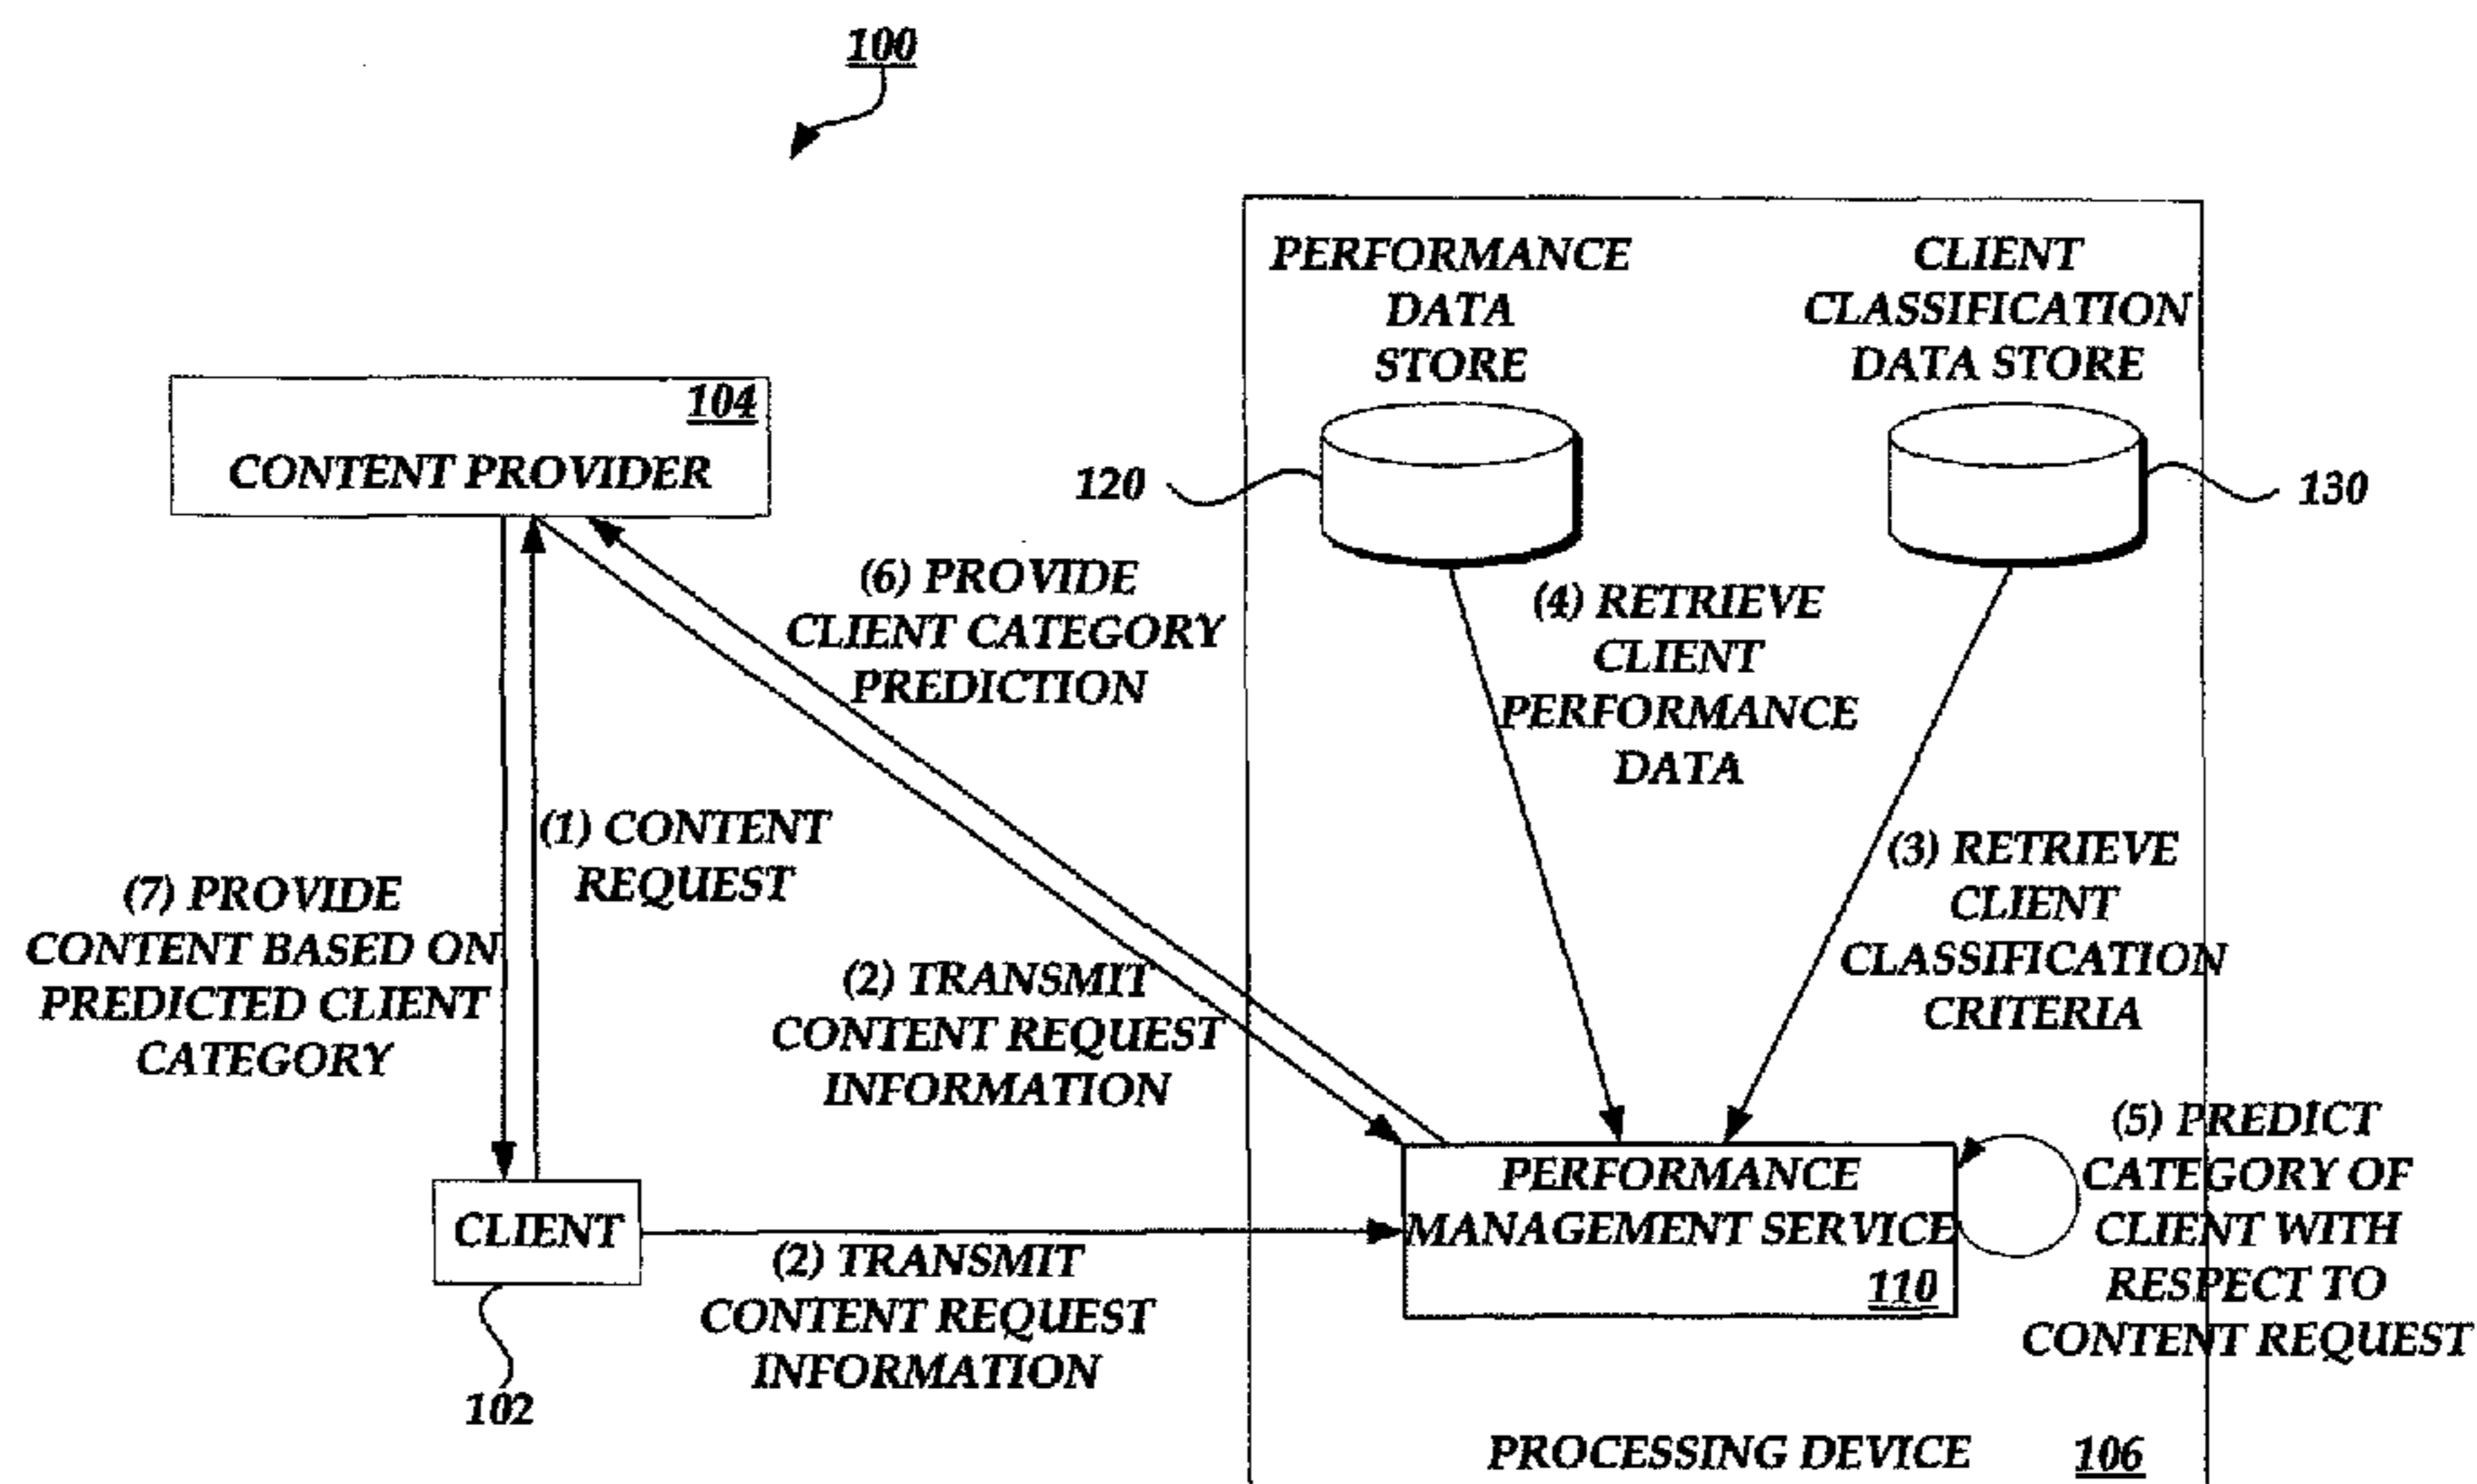 100
PERFORMANCE
DATA
STORE
CLIENT
CLASSIFICATION
DATA STORE
104
CONTENT PROVIDER
120
130
(6) PROVIDE
CLIENT CATEGORY
PREDICTION
(4) RETRIEVE
CLIENT
PERFORMANCE
DATA
(1) CONTENT
REQUEST
(3) RETRIEVE
CLIENT
CLASSIFICATION
CRITERIA
(7) PROVIDE
CONTENT BASED ON
PREDICTED CLIENT
CATEGORY
(2) TRANSMIT
CONTENT REQUEST
INFORMATION
(5) PREDICT
CATEGORY OF
CLIENT WITH
RESPECT TO
CONTENT REQUEST
PERFORMANCE
MANAGEMENT SERVICE
110
CLIENT
(2) TRANSMIT
CONTENT REQUEST
INFORMATION
102
PROCESSING DEVICE
106